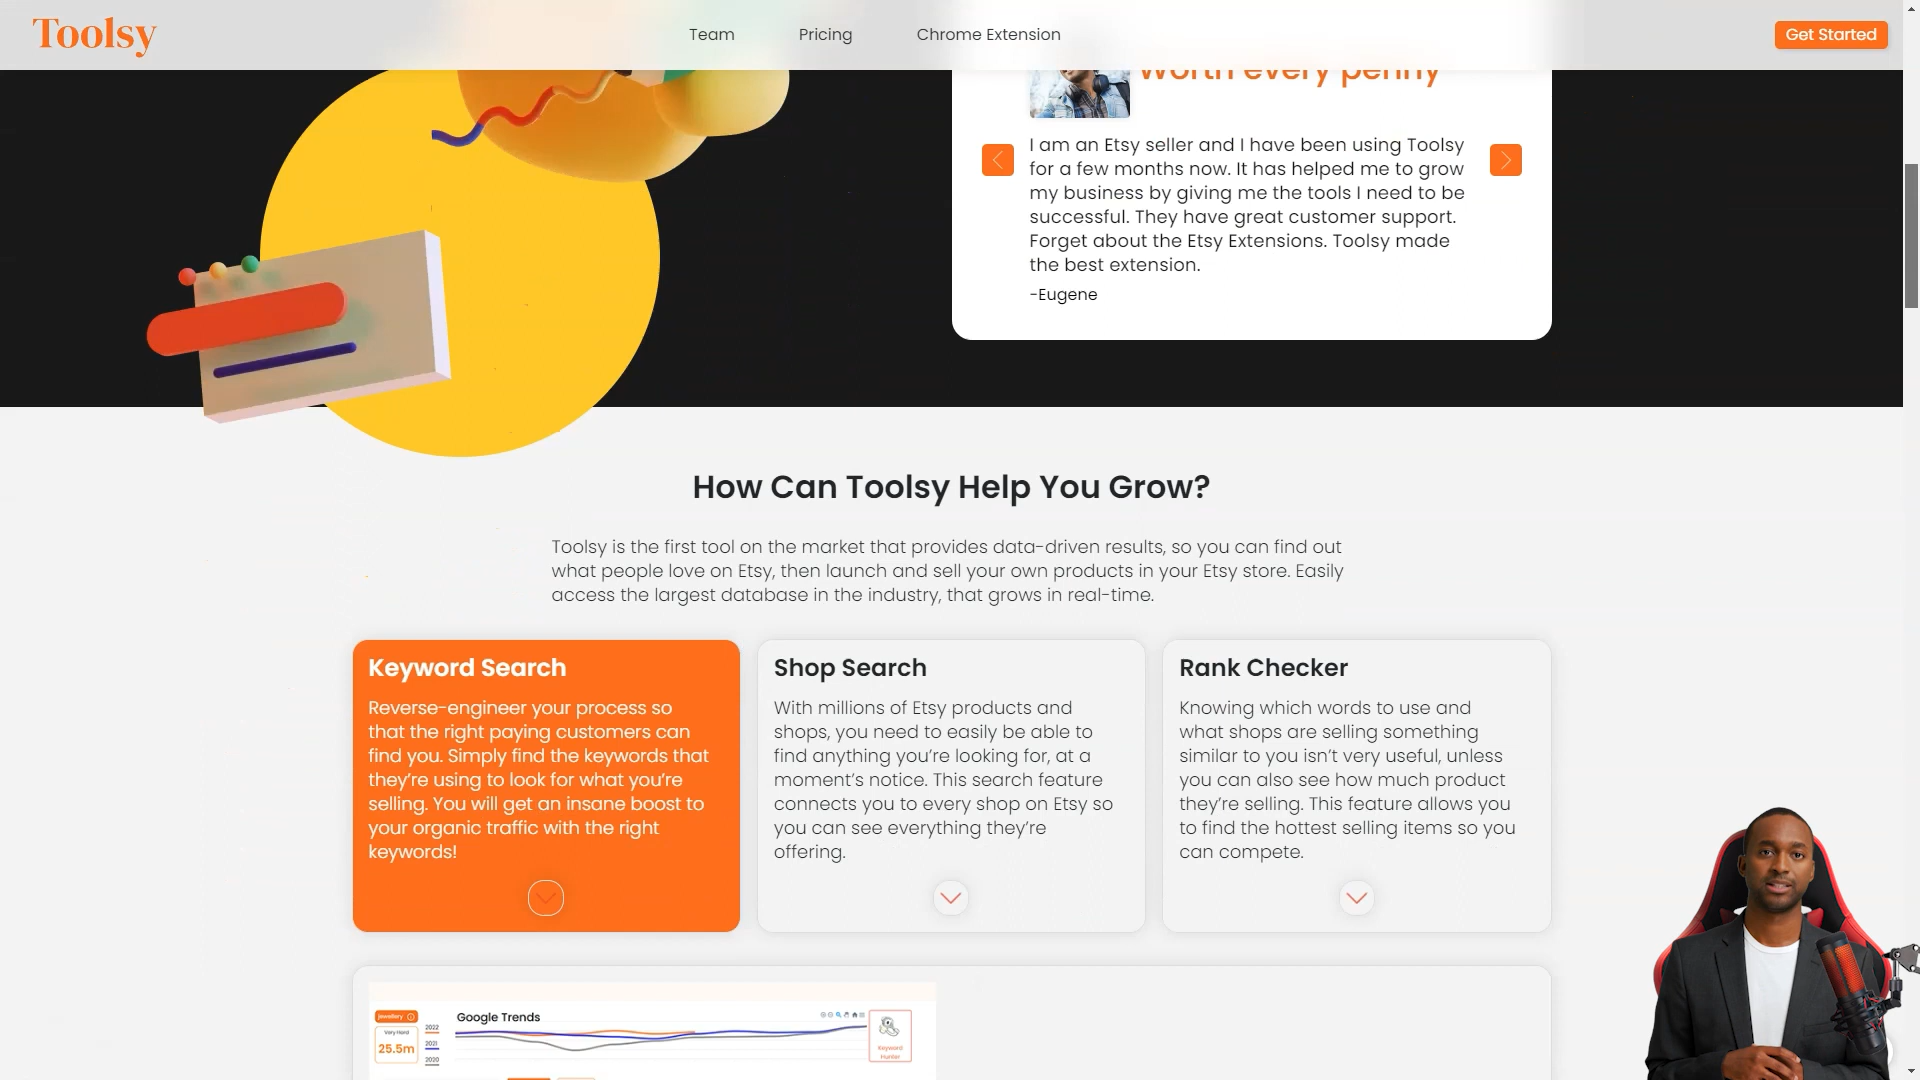 Toolsy
Team
Pricing
Chrome Extension
Get Started
Worth every penny
I am an Etsy seller and I have been using Toolsy
for a few months now. It has helped me to grow
my business by giving me the tools I need to be
successful. They have great customer support.
Forget about the Etsy Extensions. Toolsy made
the best extension.
-Eugene
How Can Toolsy Help You Grow?
Toolsy is the first tool on the market that provides data-driven results, so you can find out
what people love on Etsy, then launch and sell your own products in your Etsy store. Easily
access the largest database in the industry, that grows in real-time.
Keyword Search
Reverse-engineer your process so
that the right paying customers can
find you. Simply find the keywords that
they’re using to look for what you’re
selling. You will get an insane boost to
your organic traffic with the right
keywords!
Shop Search
With millions of Etsy products and
shops, you need to easily be able to
find anything you’re looking for, at a
moment’s notice. This search feature
connects you to every shop on Etsy so
you can see everything they’re
offering.
Rank Checker
Knowing which words to use and
what shops are selling something
similar to you isn’t very useful, unless
you can also see how much product
they’re selling. This feature allows you
to find the hottest selling items so you
can compete.
jewellery
Very Hard
25.5m
2022
2021
2020
Google Trends
Keyword
Hunter